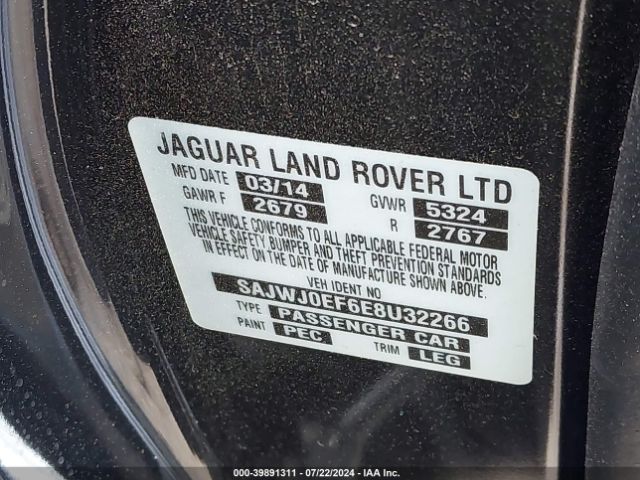 JAGUAR LAND ROVER LTD
MFD DATE 03/14 GVWR 5324
GAWR F 2679 R 2767
THIS VEHICLE CONFORMS TO ALL APPLICABLE FEDERAL MOTOR
VEHICLE SAFETY, BUMPER AND THEFT PREVENTION STANDARDS
IN EFFECT ON THE DATE OF MANUFACTURE SHOWN ABOVE.
VEH IDENT NO
SAJWJ0EF6E8U32266
TYPE PASSENGER CAR
PAINT PEC TRIM LEG
000-39891311 / 07/22/2024 / IAA Inc.